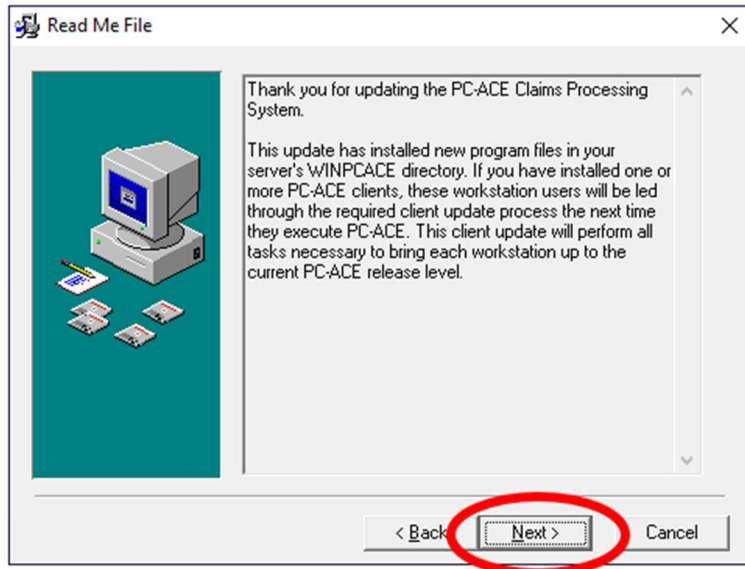 Read Me File
Thank you for updating the PC-ACE Claims Processing
System.
This update has installed new program files in your
server's WINPCACE directory. If you have installed one or
more PC-ACE clients, these workstation users will be led
through the required client update process the next time
they execute PC-ACE. This client update will perform all
tasks necessary to bring each workstation up to the
current PC-ACE release level.
< Back Next > Cancel